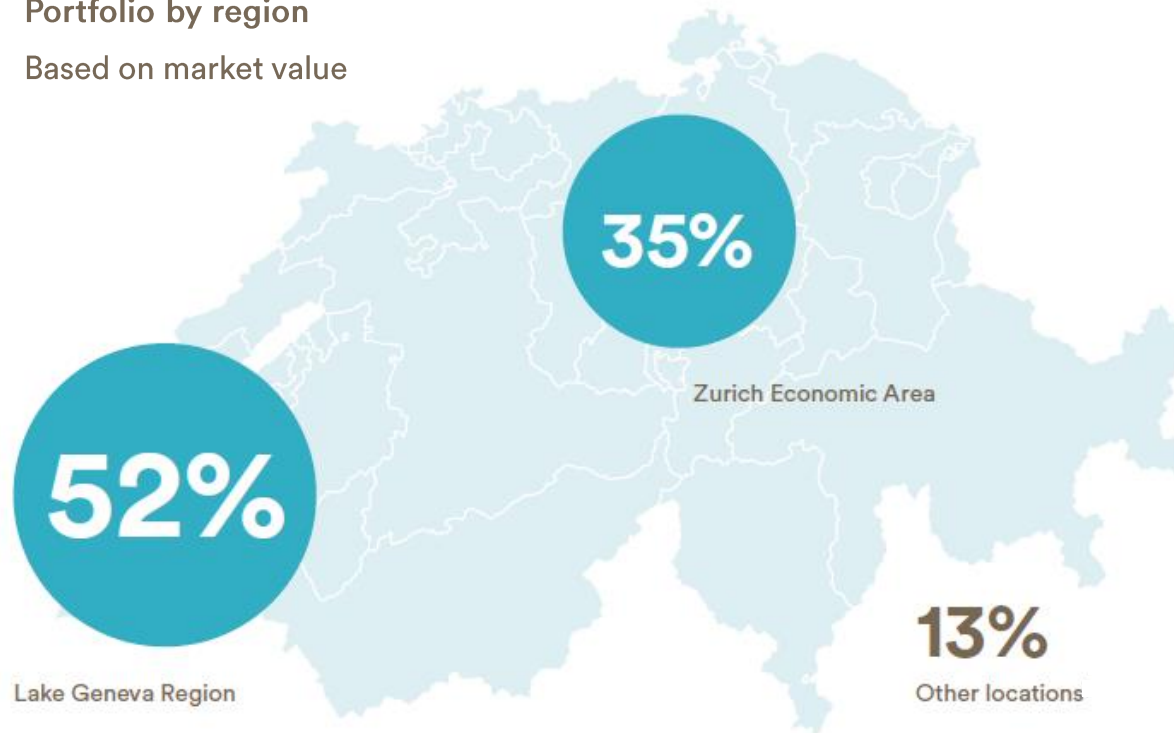 Portfolio by region
Based on market value
35%
Zurich Economic Area
52%
Lake Geneva Region
13%
Other locations